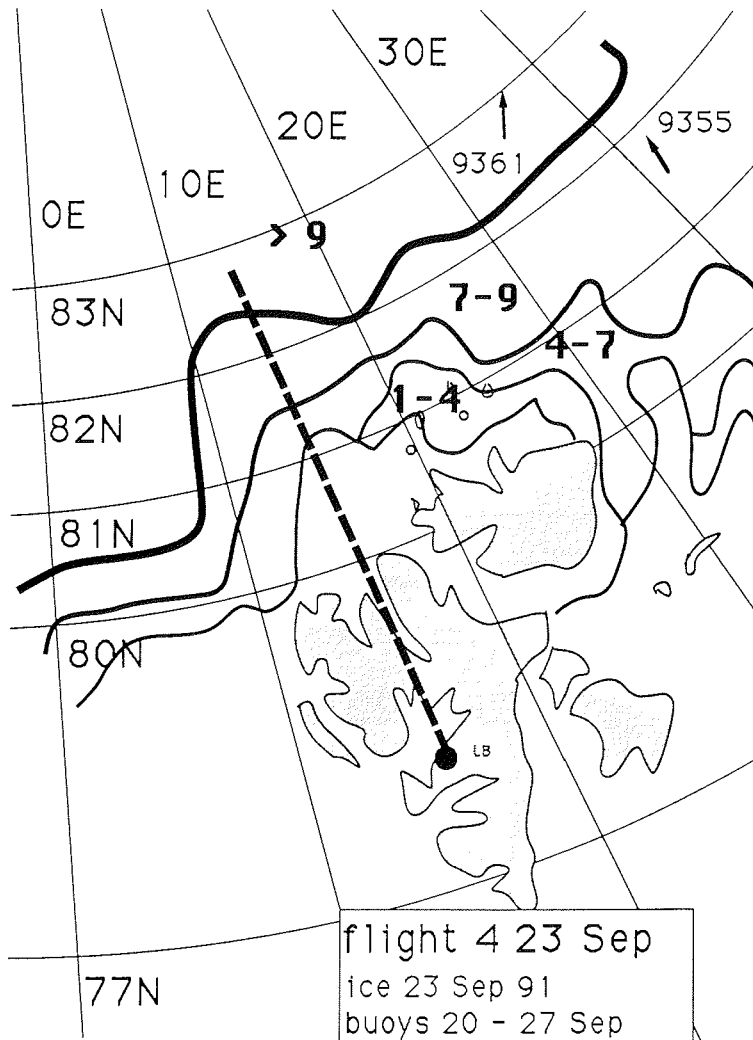 30E
9355
20E
9361
10E
0E
> 9
83N
7-9
4-7
82N
1-4
81N
80N
LB
flight 4 23 Sep
77N
ice 23 Sep 91
buoys 20 - 27 Sep